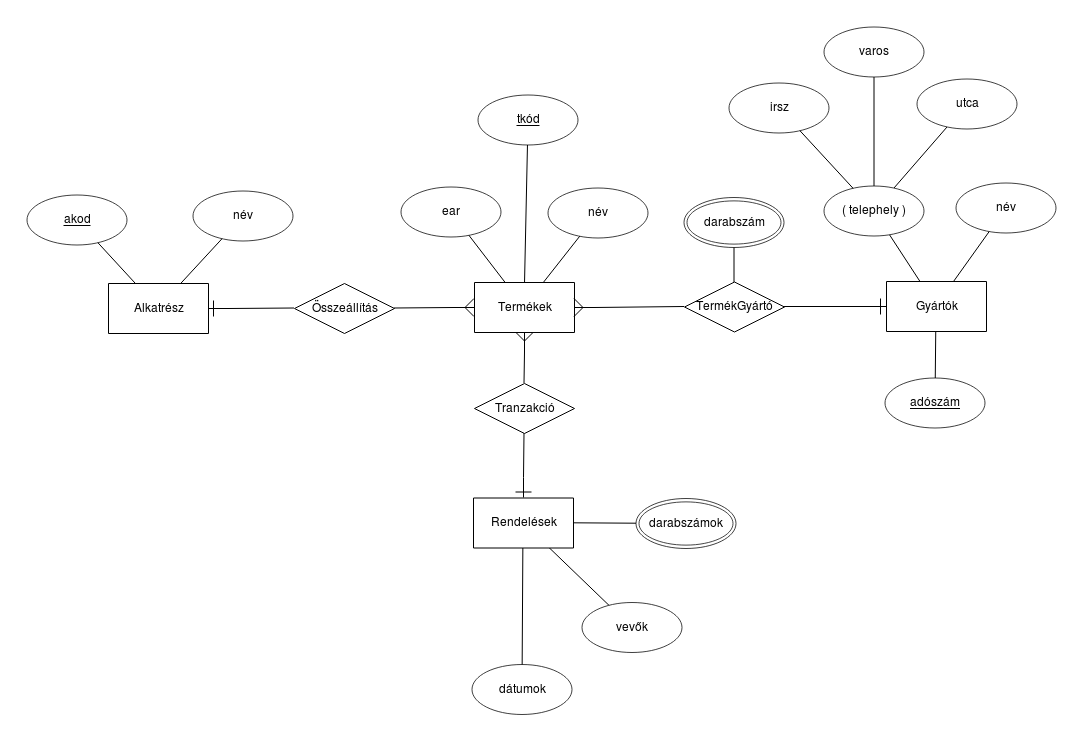 varos
irsz
utca
tkód
akod
név
ear
név
darabszám
( telephely )
név
Alkatrész
Összeállítás
Termékek
TermékGyártó
Gyártók
adószám
Tranzakció
Rendelések
darabszámok
vevők
dátumok